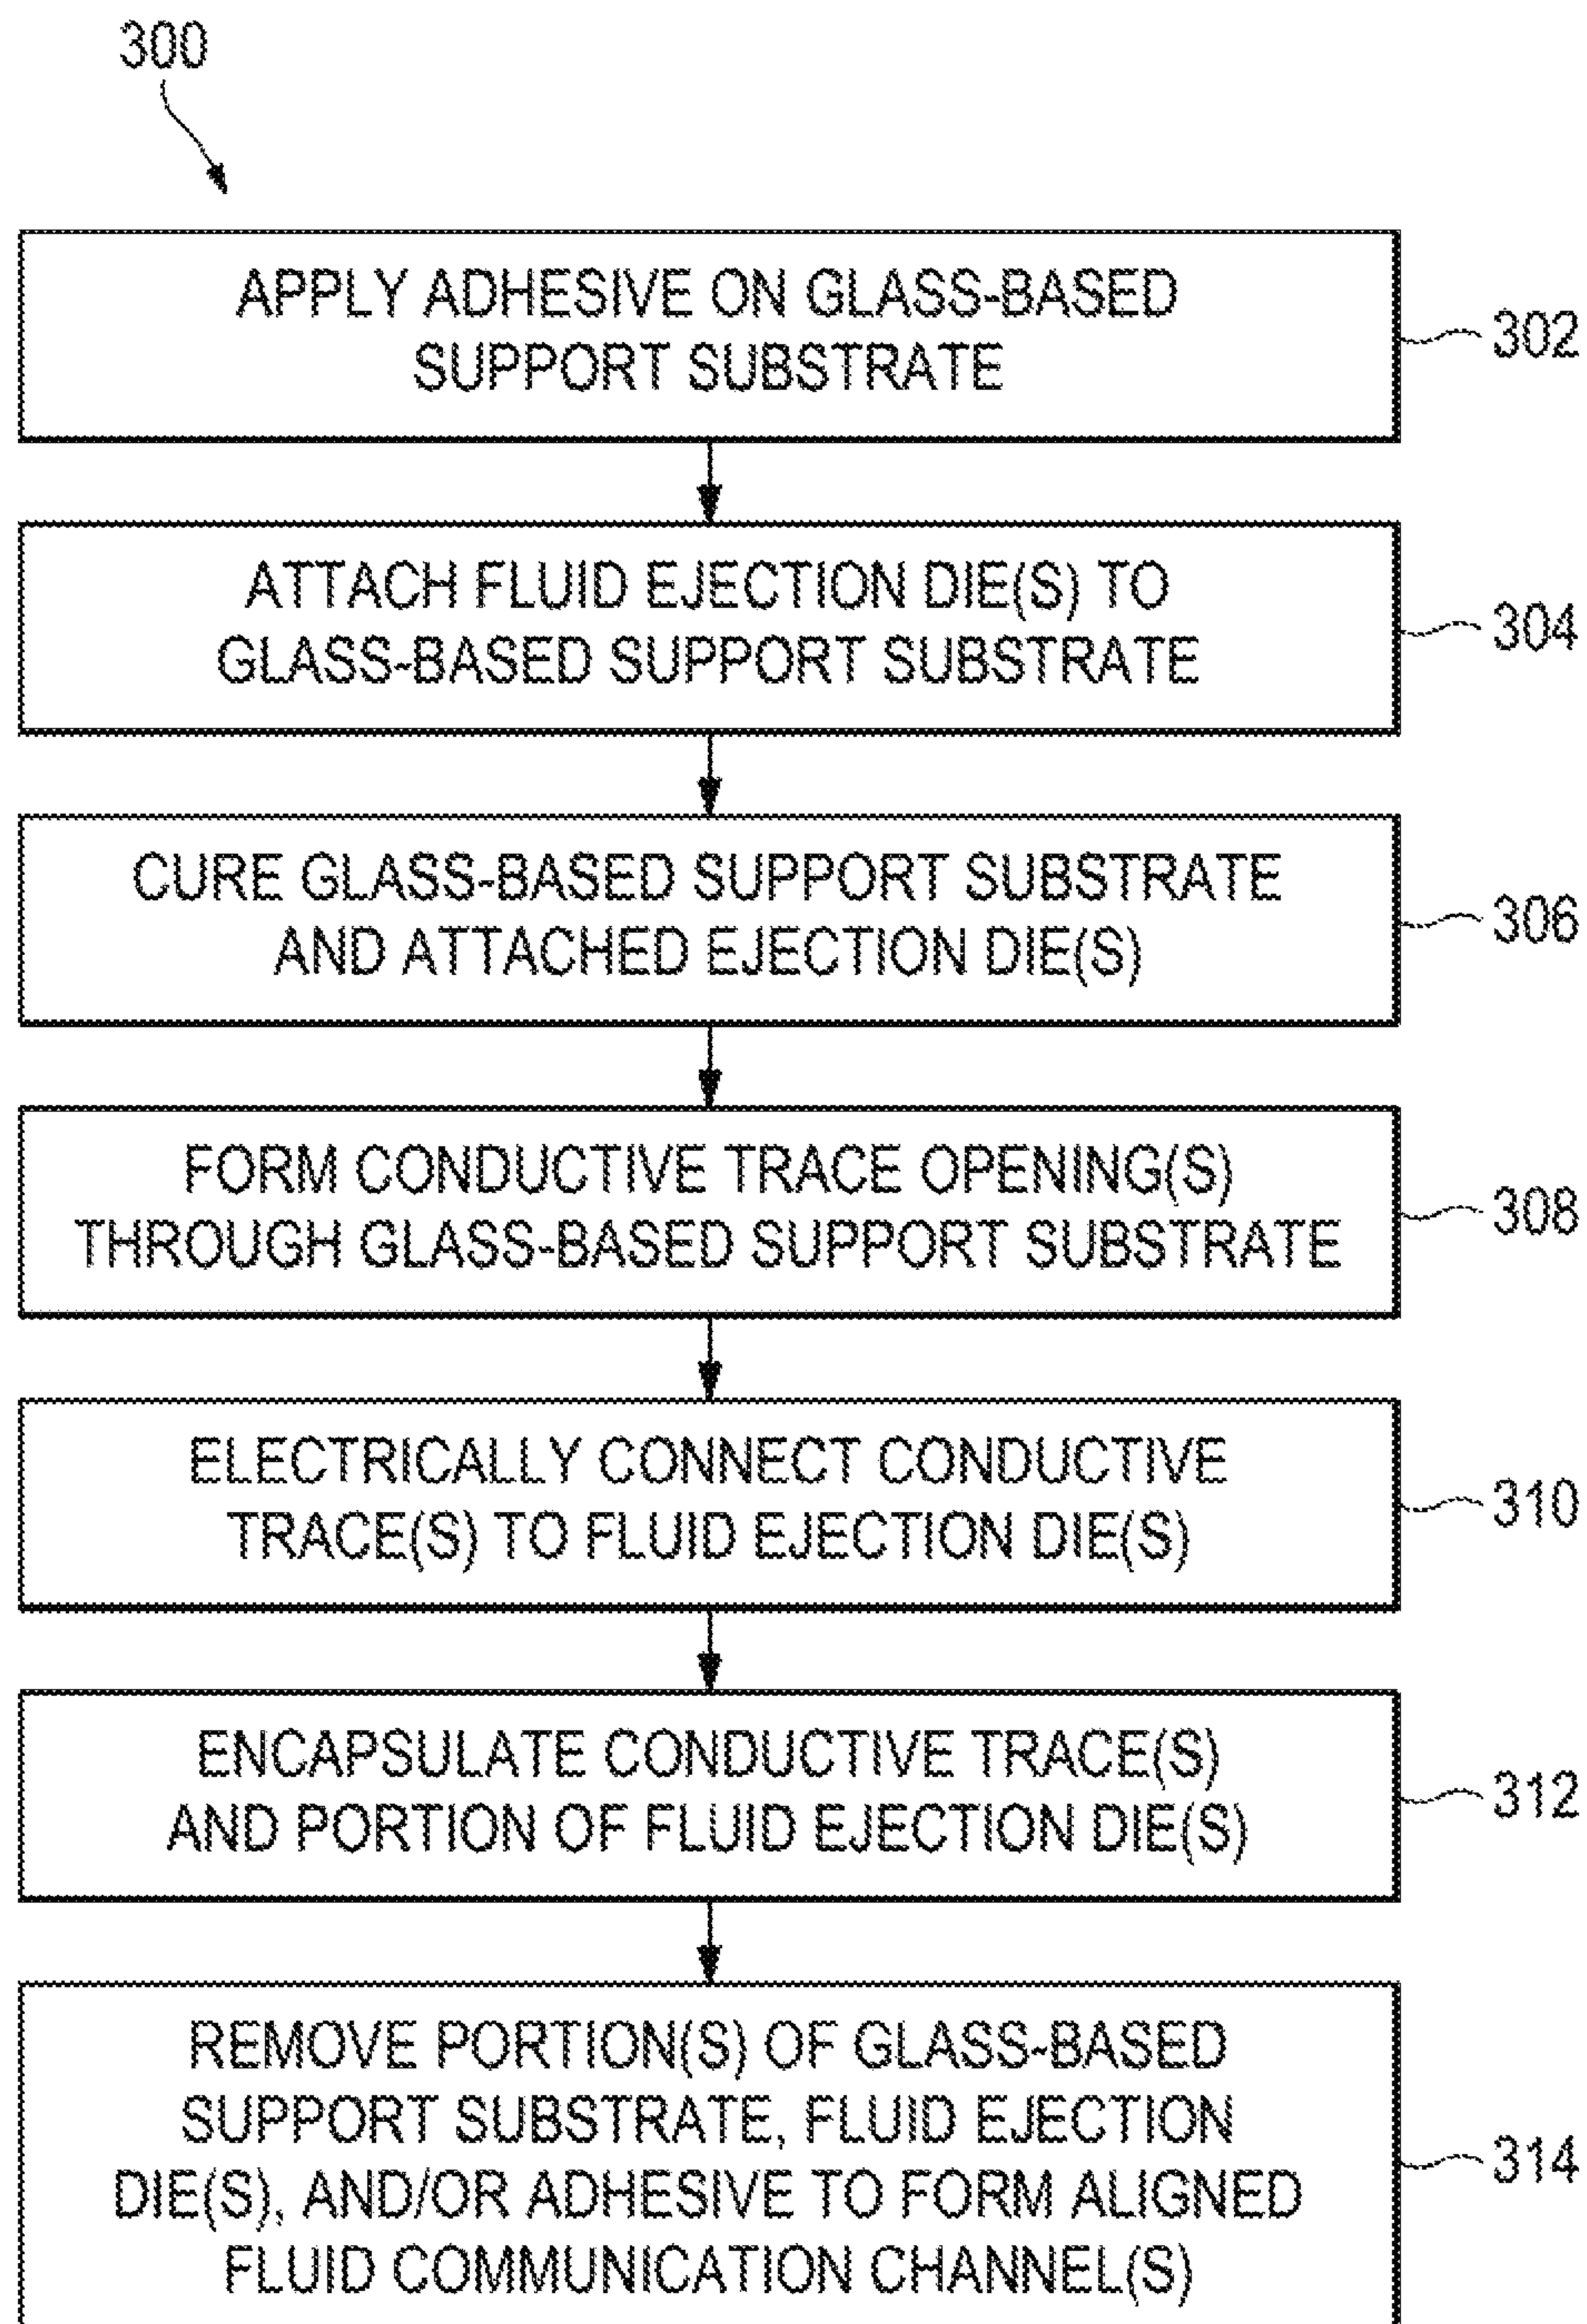 300
APPLY ADHESIVE ON GLASS-BASED
SUPPORT SUBSTRATE
302
ATTACH FLUID EJECTION DIE(S) TO
GLASS-BASED SUPPORT SUBSTRATE
304
CURE GLASS-BASED SUPPORT SUBSTRATE
AND ATTACHED EJECTION DIE(S)
306
FORM CONDUCTIVE TRACE OPENING(S)
THROUGH GLASS-BASED SUPPORT SUBSTRATE
308
ELECTRICALLY CONNECT CONDUCTIVE
TRACE(S) TO FLUID EJECTION DIE(S)
310
ENCAPSULATE CONDUCTIVE TRACE(S)
AND PORTION OF FLUID EJECTION DIE(S)
312
REMOVE PORTION(S) OF GLASS-BASED
SUPPORT SUBSTRATE, FLUID EJECTION
DIE(S), AND/OR ADHESIVE TO FORM ALIGNED
FLUID COMMUNICATION CHANNEL(S)
314